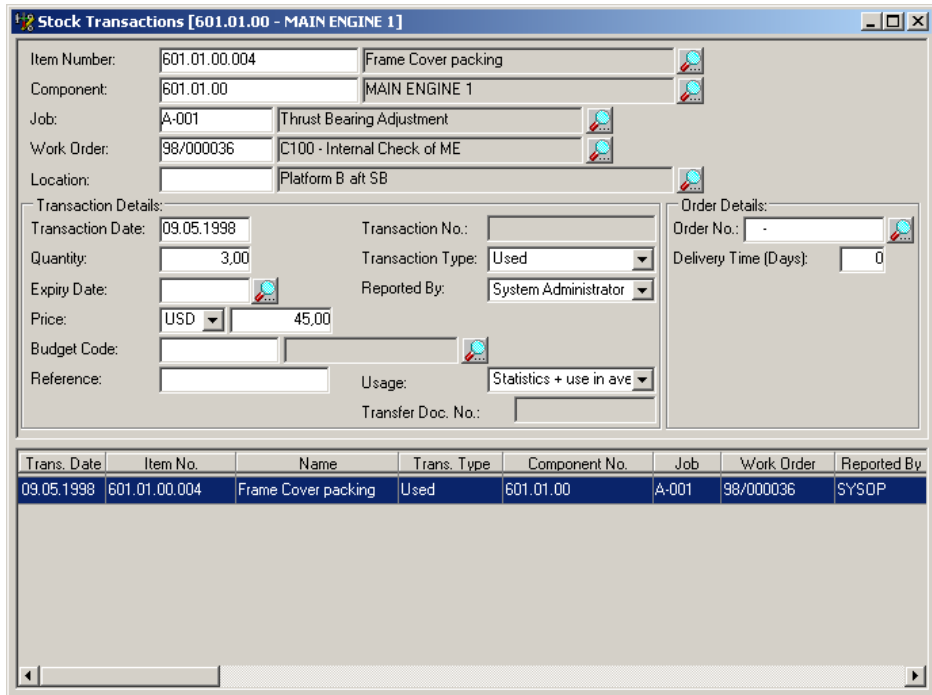 Stock Transactions [601.01.00 - MAIN ENGINE 1]
Item Number: 601.01.00.004 Frame Cover packing
Component: 601.01.00 MAIN ENGINE 1
Job: A-001 Thrust Bearing Adjustment
Work Order: 98/000036 C100 - Internal Check of ME
Location: Platform B aft SB
Transaction Details: Order Details:
Transaction Date: 09.05.1998 Transaction No.: Order No.: -
Quantity: 3,00 Transaction Type: Used Delivery Time (Days): 0
Expiry Date: Reported By: System Administrator
Price: USD 45,00
Budget Code:
Reference: Usage: Statistics + use in ave
Transfer Doc. No.:
Trans. Date Item No. Name Trans. Type Component No. Job Work Order Reported By
09.05.1998 601.01.00.004 Frame Cover packing Used 601.01.00 A-001 98/000036 SYSOP